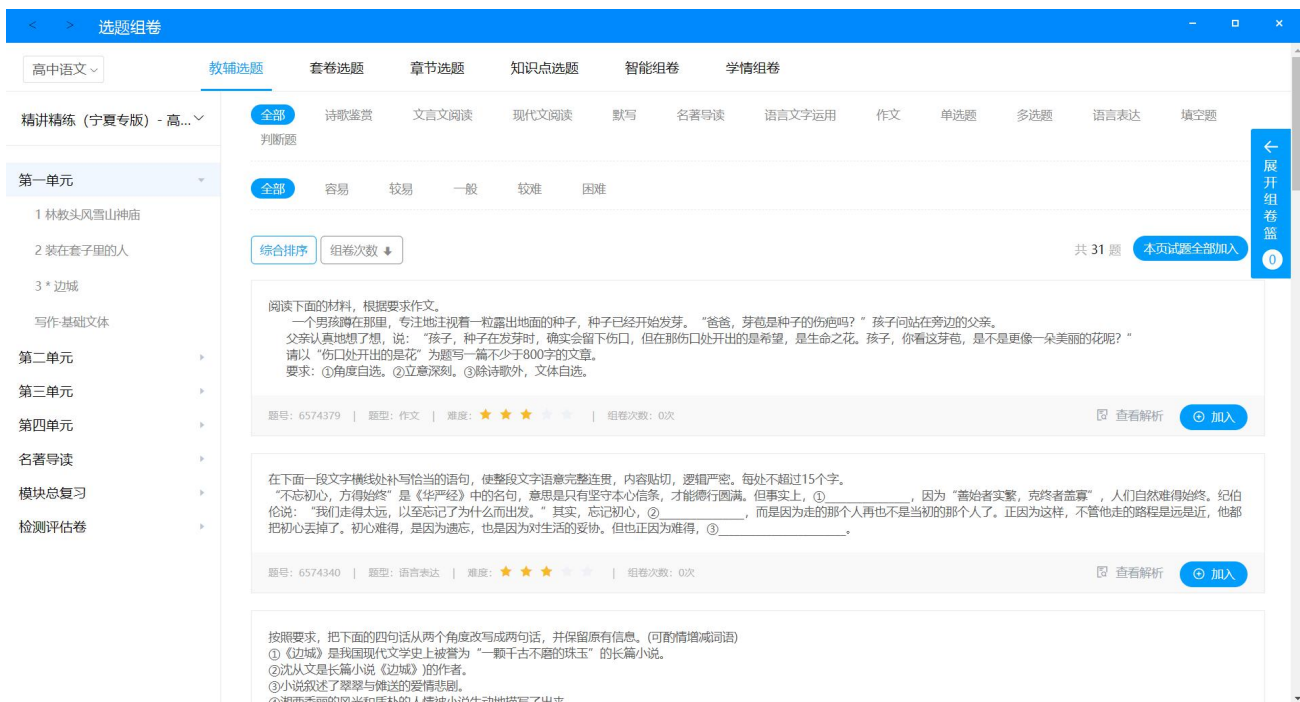 < > 选题组卷
高中语文
教辅选题 套卷选题 章节选题 知识点选题 智能组卷 学情组卷
精讲精练（宁夏专版）- 高...
第一单元
1 林教头风雪山神庙
2 装在套子里的人
3 * 边城
写作-基础文体
第二单元
第三单元
第四单元
名著导读
模块总复习
检测评估卷
全部 诗歌鉴赏 文言文阅读 现代文阅读 默写 名著导读 语言文字运用 作文 单选题 多选题 语言表达 填空题
判断题
全部 容易 较易 一般 较难 困难
综合排序 组卷次数
共 31 题 本页试题全部加入
展开组卷篮
0
阅读下面的材料，根据要求作文。
一个男孩蹲在那里，专注地注视着一粒露出地面的种子，种子已经开始发芽。“爸爸，芽苞是种子的伤疤吗？”孩子问站在旁边的父亲。
父亲认真地想了想，说：“孩子，种子在发芽时，确实会留下伤口，但在那伤口处开出的是希望，是生命之花。孩子，你看这芽苞，是不是更像一朵美丽的花呢？”
请以“伤口处开出的是花”为题写一篇不少于800字的文章。
要求：①角度自选。②立意深刻。③除诗歌外，文体自选。
题号：6574379 | 题型：作文 | 难度： | 组卷次数：0次
查看解析 加入
在下面一段文字横线处补写恰当的语句，使整段文字语意完整连贯，内容贴切，逻辑严密。每处不超过15个字。
“不忘初心，方得始终”是《华严经》中的名句，意思是只有坚守本心信条，才能德行圆满。但事实上，①______________，因为“善始者实繁，克终者盖寡”，人们自然难得始终。纪伯
伦说：“我们走得太远，以至忘记了为什么而出发。”其实，忘记初心，②______________，而是因为走的那个人再也不是当初的那个人了。正因为这样，不管他走的路程是远是近，他都
把初心丢掉了。初心难得，是因为遗忘，也是因为对生活的妥协。但也正因为难得，③____________________。
题号：6574340 | 题型：语言表达 | 难度： | 组卷次数：0次
查看解析 加入
按照要求，把下面的四句话从两个角度改写成两句话，并保留原有信息。(可酌情增减词语)
①《边城》是我国现代文学史上被誉为“一颗千古不磨的珠玉”的长篇小说。
②沈从文是长篇小说《边城》)的作者。
③小说叙述了翠翠与傩送的爱情悲剧。
④湘西秀丽的风光和质朴的人情被小说生动地描写了出来